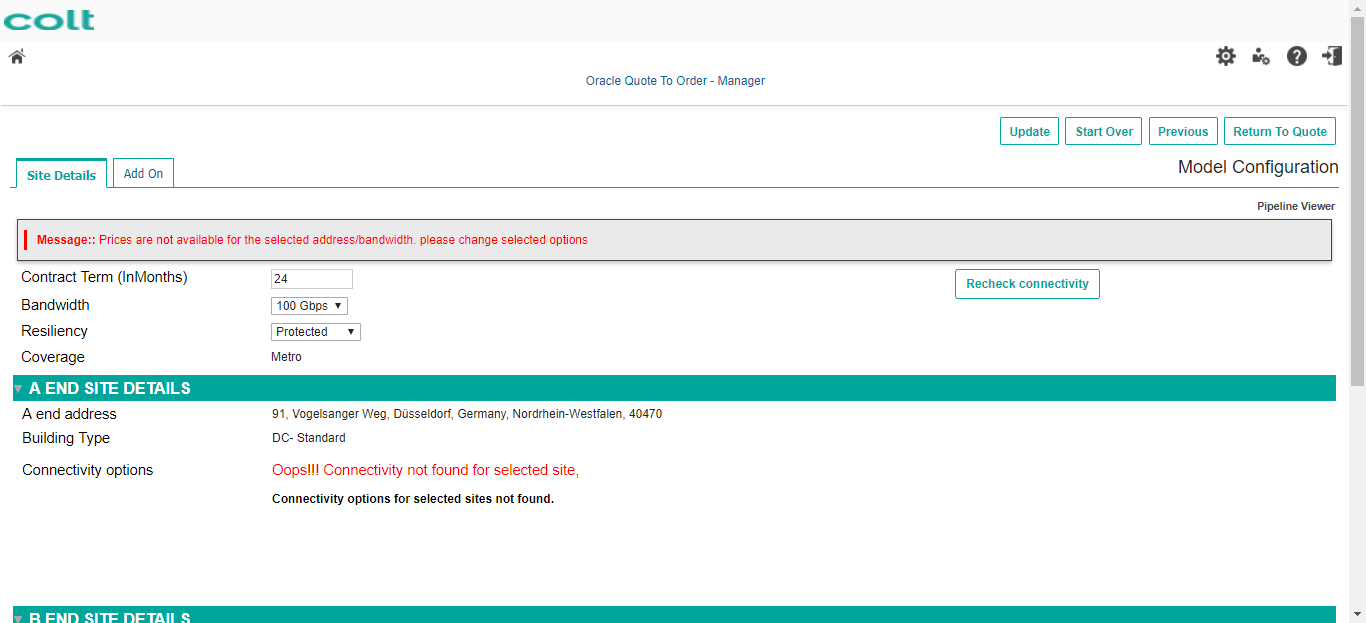 colt
Oracle Quote To Order - Manager
Update Start Over Previous Return To Quote
Site Details Add On
Model Configuration
Pipeline Viewer
Message:: Prices are not available for the selected address/bandwidth. please change selected options
Contract Term (InMonths) 24
Recheck connectivity
Bandwidth 100 Gbps
Resiliency Protected
Coverage Metro
A END SITE DETAILS
A end address 91, Vogelsanger Weg, Düsseldorf, Germany, Nordrhein-Westfalen, 40470
Building Type DC- Standard
Connectivity options Oops!!! Connectivity not found for selected site,
Connectivity options for selected sites not found.
B END SITE DETAILS